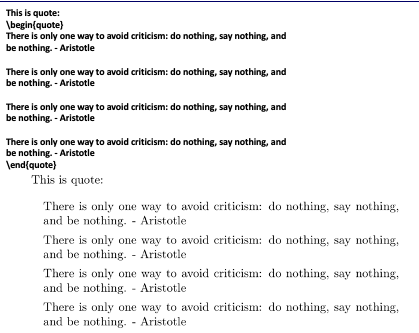 This is quote:
\begin{quote}
There is only one way to avoid criticism: do nothing, say nothing, and
be nothing. - Aristotle
There is only one way to avoid criticism: do nothing, say nothing, and
be nothing. - Aristotle
There is only one way to avoid criticism: do nothing, say nothing, and
be nothing. - Aristotle
There is only one way to avoid criticism: do nothing, say nothing, and
be nothing. - Aristotle
\end{quote}
This is quote:
There is only one way to avoid criticism: do nothing, say nothing,
and be nothing. - Aristotle
There is only one way to avoid criticism: do nothing, say nothing,
and be nothing. - Aristotle
There is only one way to avoid criticism: do nothing, say nothing,
and be nothing. - Aristotle
There is only one way to avoid criticism: do nothing, say nothing,
and be nothing. - Aristotle